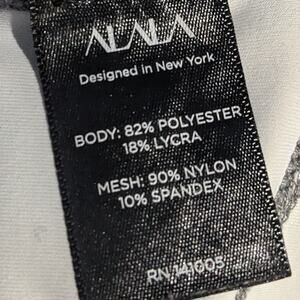 ALALA
Designed in New York
BODY: 82% POLYESTER
18% LYCRA
MESH: 90% NYLON
10% SPANDEX
RN 141005